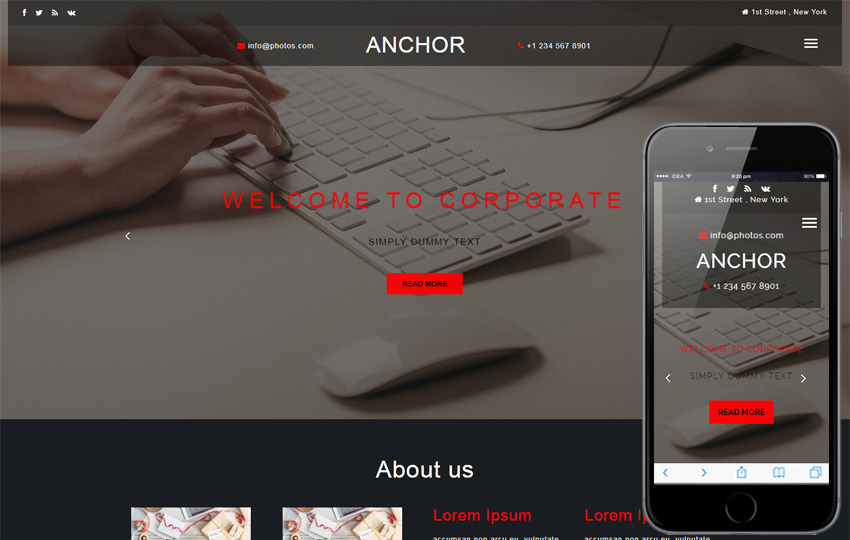 1st Street , New York
info@photos.com
ANCHOR
+1 234 567 8901
WELCOME TO CORPORATE
SIMPLY DUMMY TEXT
READ MORE
About us
Lorem Ipsum
accumsan non arcu eu, vulputate
Lorem Ip
accumsan non arcu eu, vulputate
IDEA
9:20 pm
90%
1st Street , New York
info@photos.com
ANCHOR
+1 234 567 8901
WELCOME TO CORPORATE
SIMPLY DUMMY TEXT
READ MORE